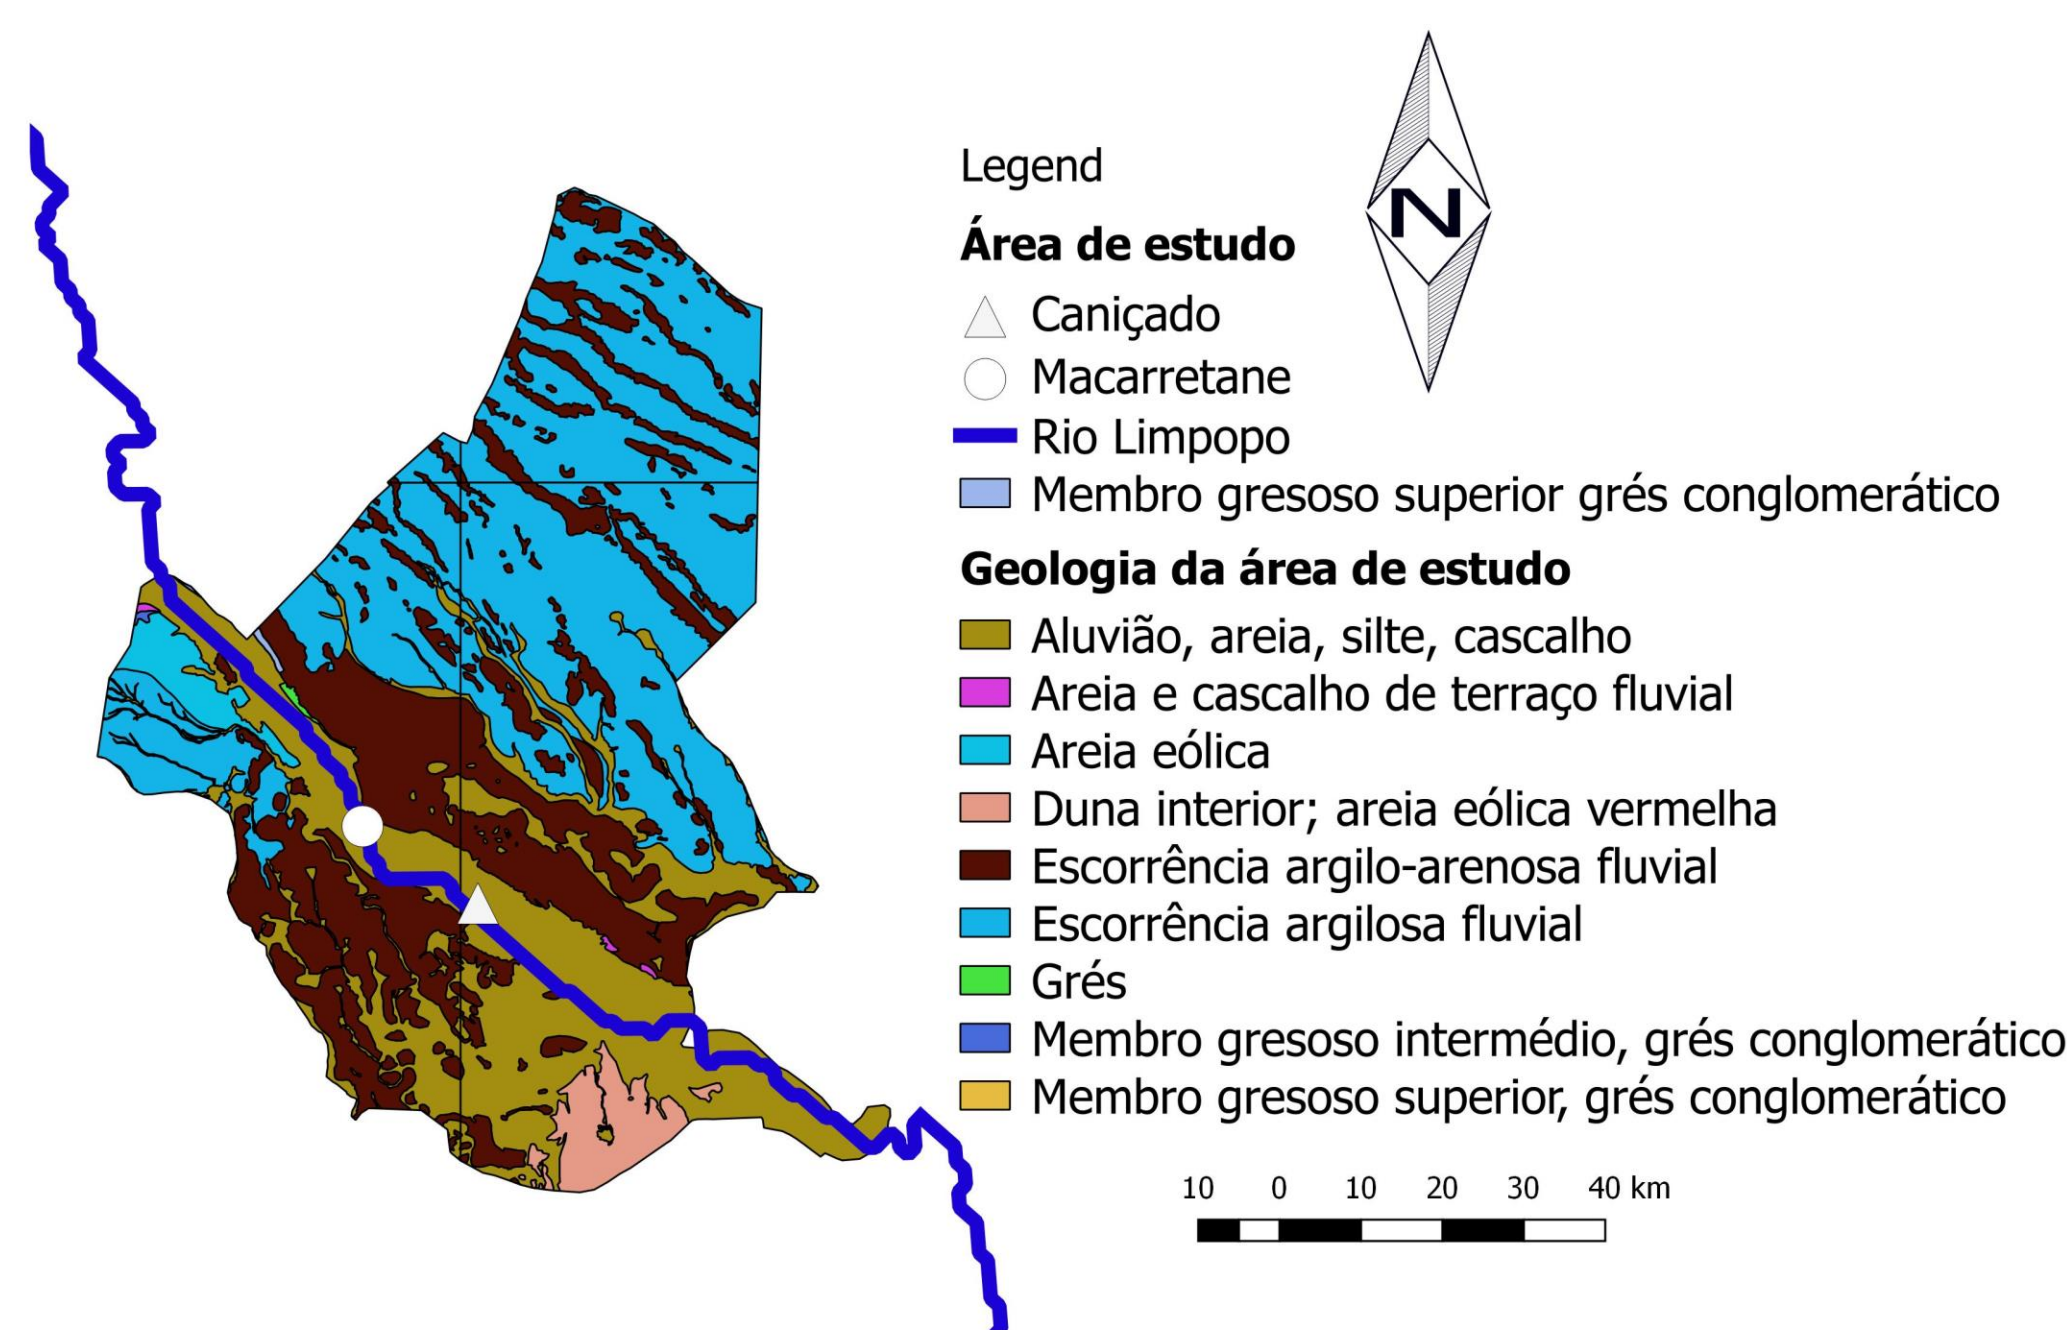 N
Legend
Área de estudo
Caniçado
Macarretane
Rio Limpopo
Membro gresoso superior grés conglomerático
Geologia da área de estudo
Aluvião, areia, silte, cascalho
Areia e cascalho de terraço fluvial
Areia eólica
Duna interior; areia eólica vermelha
Escorrência argilo-arenosa fluvial
Escorrência argilosa fluvial
Grés
Membro gresoso intermédio, grés conglomerático
Membro gresoso superior, grés conglomerático
10 0 10 20 30 40 km